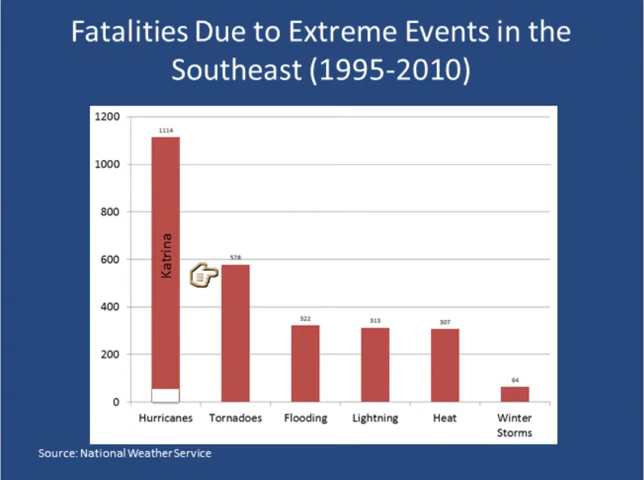 Fatalities Due to Extreme Events in the
Southeast (1995-2010)
1200
1000
800
600
400
200
0
1114
Katrina
578
322
313
307
64
Hurricanes
Tornadoes
Flooding
Lightning
Heat
Winter
Storms
Source: National Weather Service